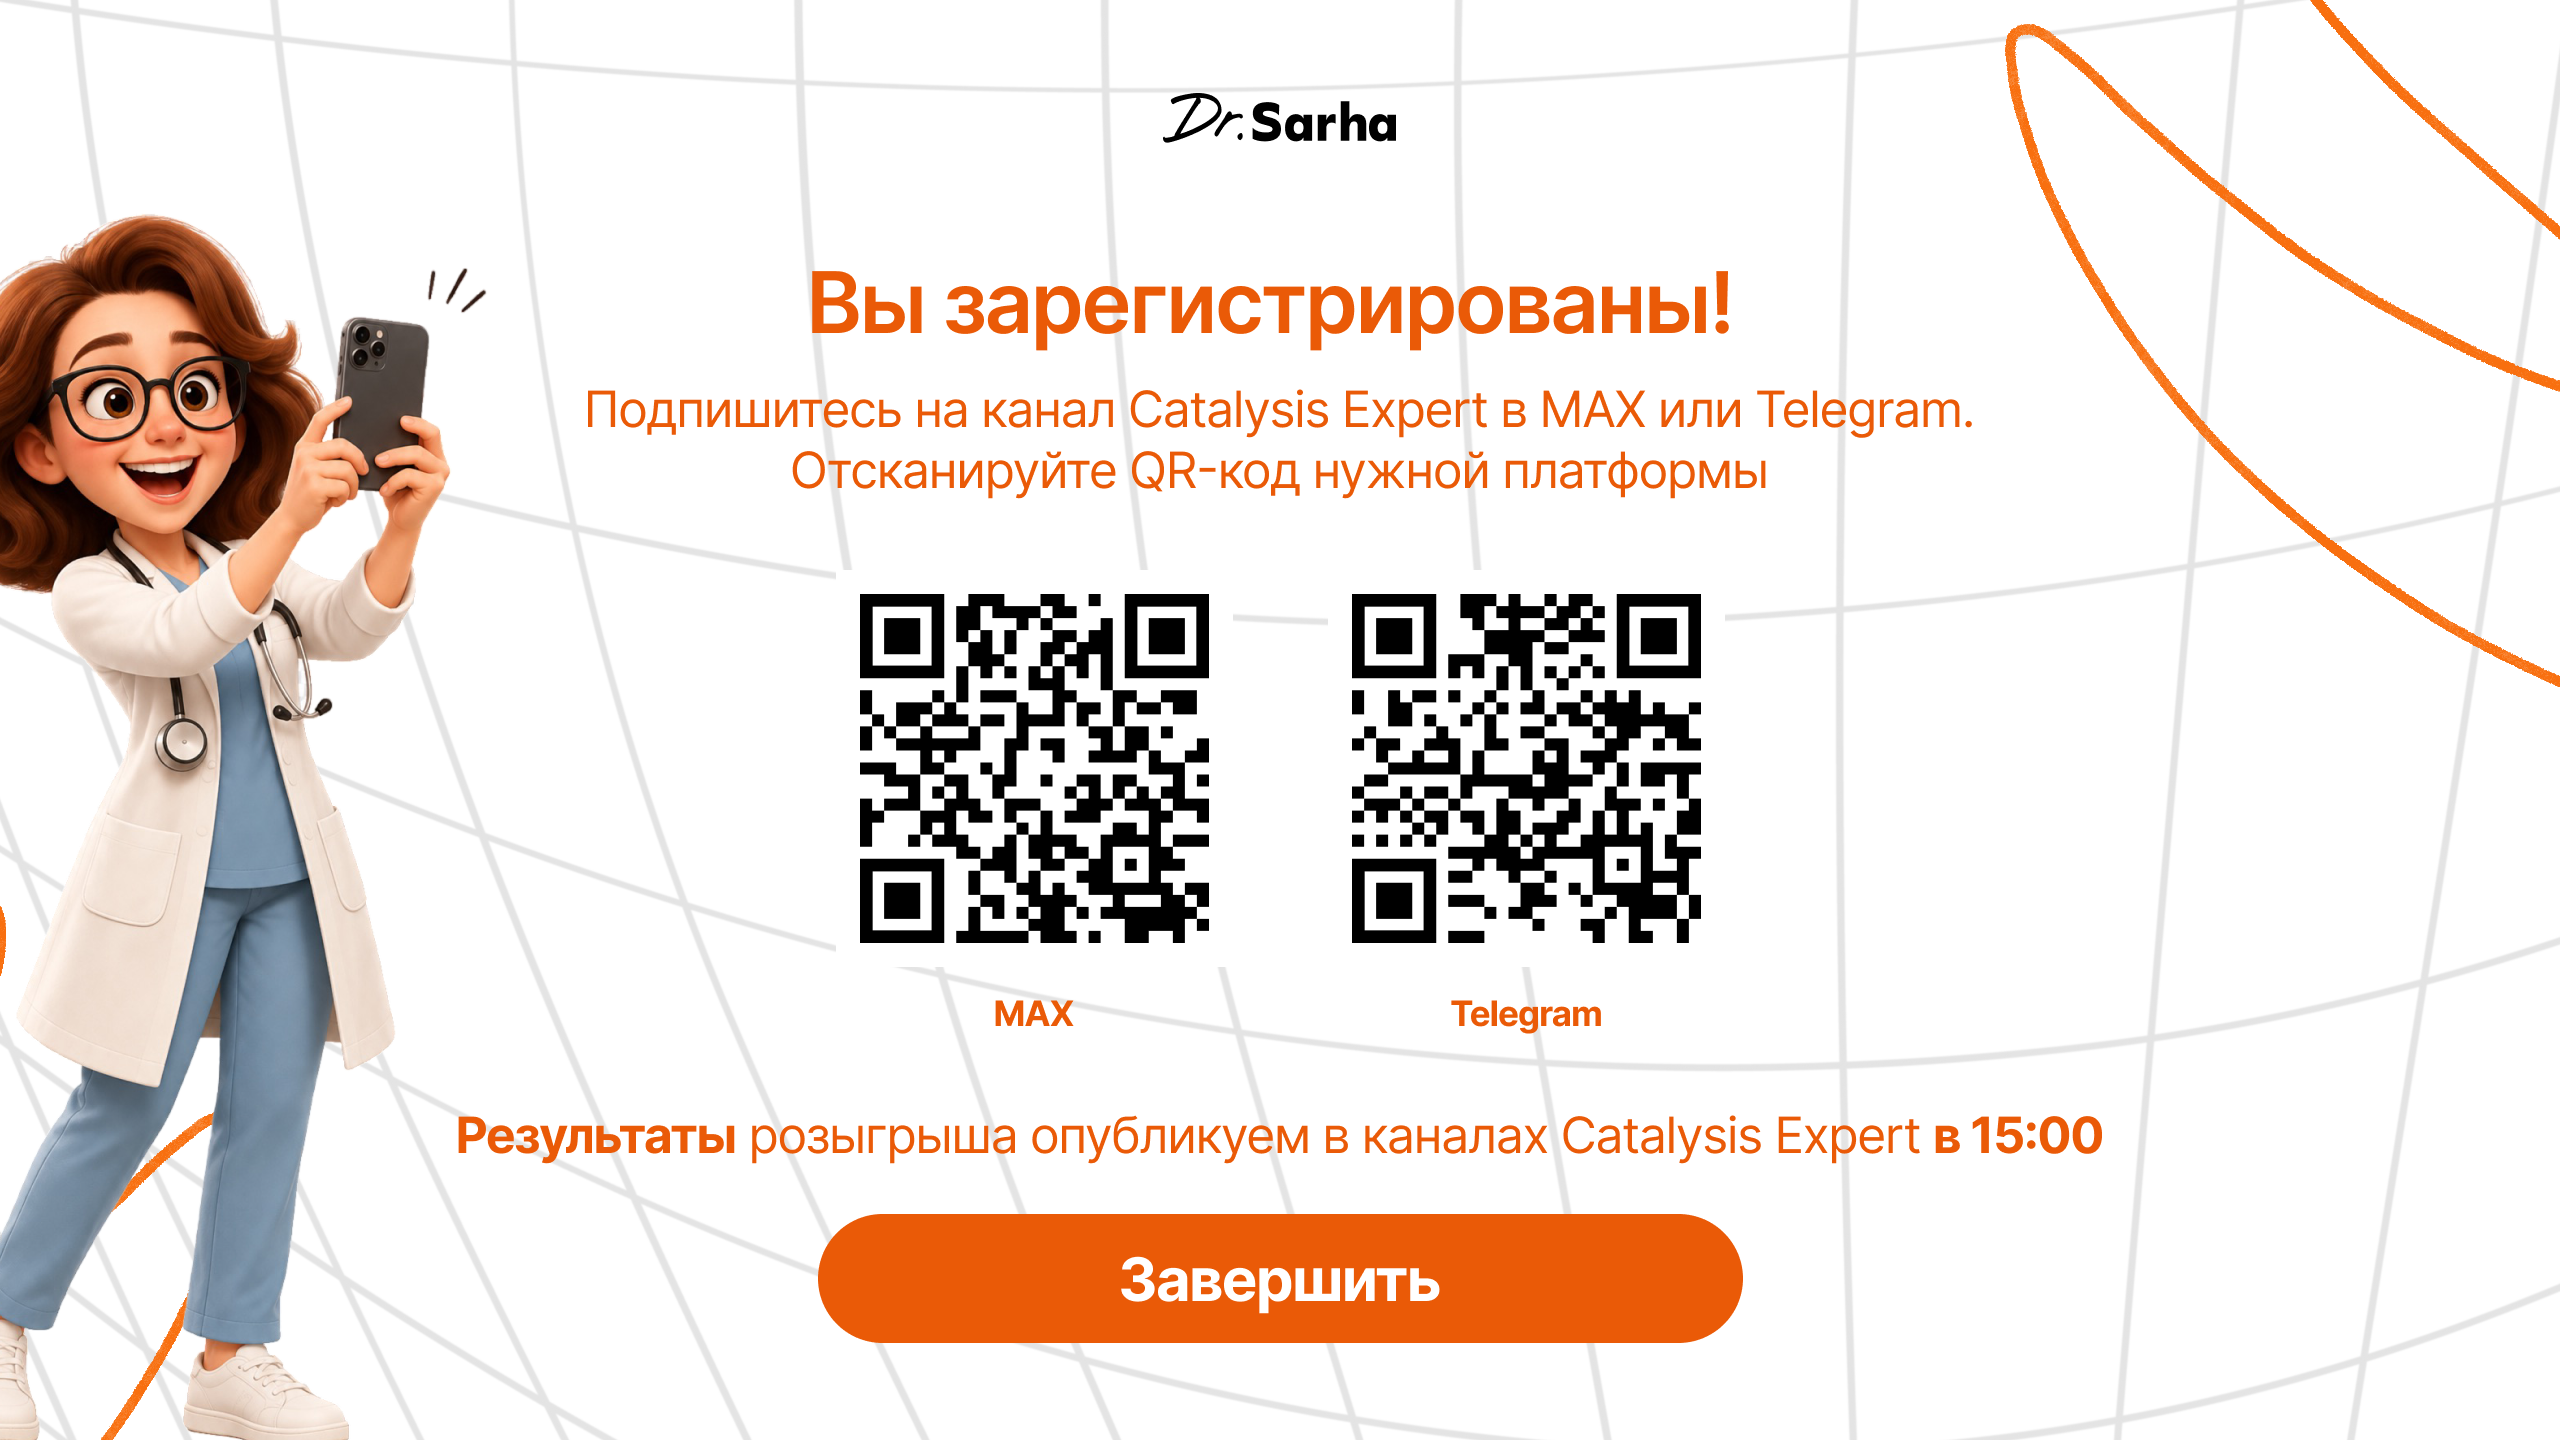 Dr. Sarha
Вы зарегистрированы!
Подпишитесь на канал Catalysis Expert в MAX или Telegram.
Отсканируйте QR-код нужной платформы
MAX
Telegram
Результаты розыгрыша опубликуем в каналах Catalysis Expert в 15:00
Завершить